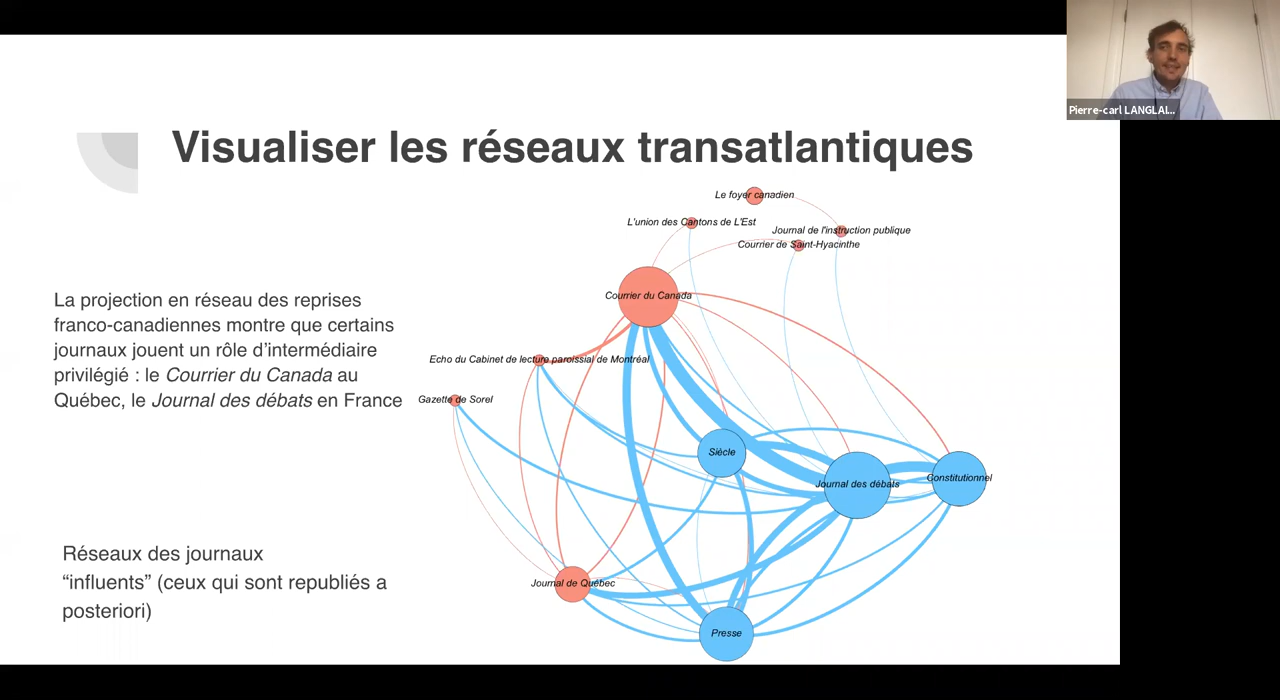 Pierre-carl LANGLAI...
Visualiser les réseaux transatlantiques
Le foyer canadien
L'union des Cantons de L'Est
Journal de l'instruction publique
Courrier de Saint-Hyacinthe
La projection en réseau des reprises
franco-canadiennes montre que certains
journaux jouent un rôle d’intermédiaire
privilégié : le Courrier du Canada au
Québec, le Journal des débats en France
Courrier du Canada
Echo du Cabinet de lecture paroissial de Montréal
Gazette de Sorel
Siècle
Journal des débats
Constitutionnel
Réseaux des journaux
“influents” (ceux qui sont republiés a
posteriori)
Journal de Québec
Presse